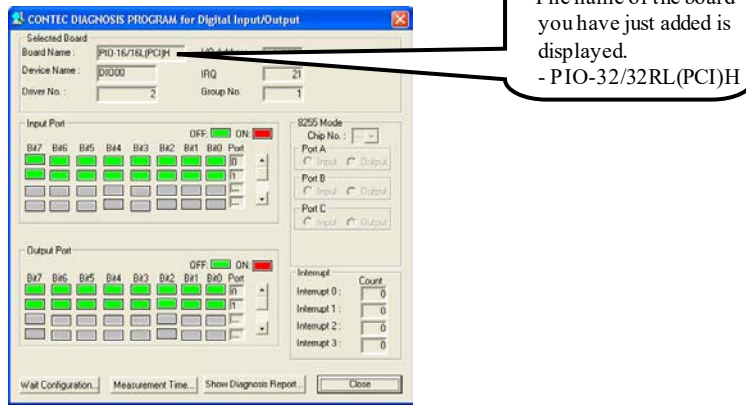 CONTEC DIAGNOSIS PROGRAM for Digital Input/Output
The name of the board
you have just added is
displayed.
- PIO-32/32RL(PCI)H
Selected Board
Board Name : PIO-16/16L(PCI)H
Device Name : DIO00 IRQ 21
Driver No. : 2 Group No. 1
Input Port
OFF: ON:
Bit7 Bit6 Bit5 Bit4 Bit3 Bit2 Bit1 Bit0 Port
0
1
---
---
8255 Mode
Chip No. : -
Port A
Input Output
Port B
Input Output
Port C
Input Output
Output Port
OFF: ON:
Bit7 Bit6 Bit5 Bit4 Bit3 Bit2 Bit1 Bit0 Port
0
1
---
---
Interrupt
Count
Interrupt 0 : 0
Interrupt 1 : 0
Interrupt 2 : 0
Interrupt 3 : 0
Wait Configuration... Measurement Time... Show Diagnosis Report... Close